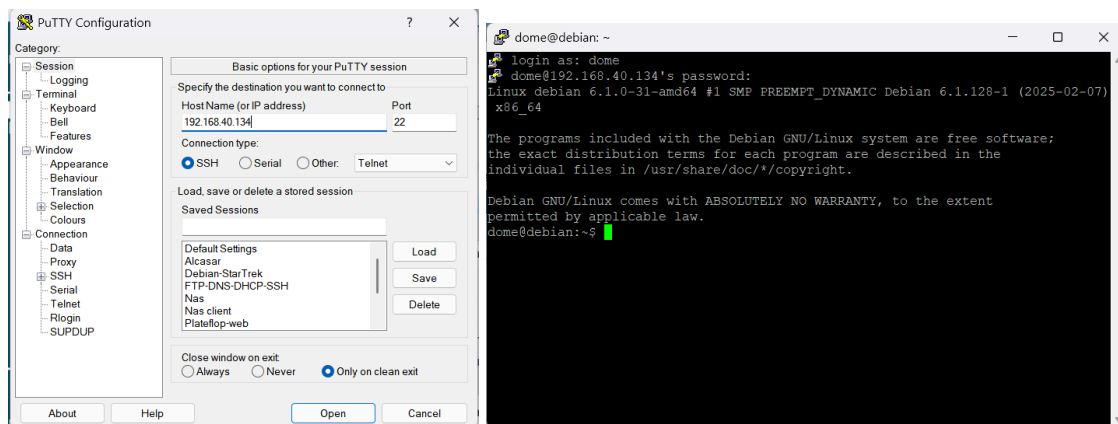 PuTTY Configuration
?
Category:
Session
Logging
Terminal
Keyboard
Bell
Features
Window
Appearance
Behaviour
Translation
Selection
Colours
Connection
Data
Proxy
SSH
Serial
Telnet
Rlogin
SUPDUP
Basic options for your PuTTY session
Specify the destination you want to connect to
Host Name (or IP address) Port
192.168.40.134 22
Connection type:
SSH Serial Other: Telnet
Load, save or delete a stored session
Saved Sessions
Default Settings
Alcasar
Debian-StarTrek
FTP-DNS-DHCP-SSH
Nas
Nas client
Plateflop-web
Load
Save
Delete
Close window on exit:
Always Never Only on clean exit
About Help Open Cancel
dome@debian: ~
login as: dome
dome@192.168.40.134's password:
Linux debian 6.1.0-31-amd64 #1 SMP PREEMPT_DYNAMIC Debian 6.1.128-1 (2025-02-07)
x86_64
The programs included with the Debian GNU/Linux system are free software;
the exact distribution terms for each program are described in the
individual files in /usr/share/doc/*/copyright.
Debian GNU/Linux comes with ABSOLUTELY NO WARRANTY, to the extent
permitted by applicable law.
dome@debian:~$